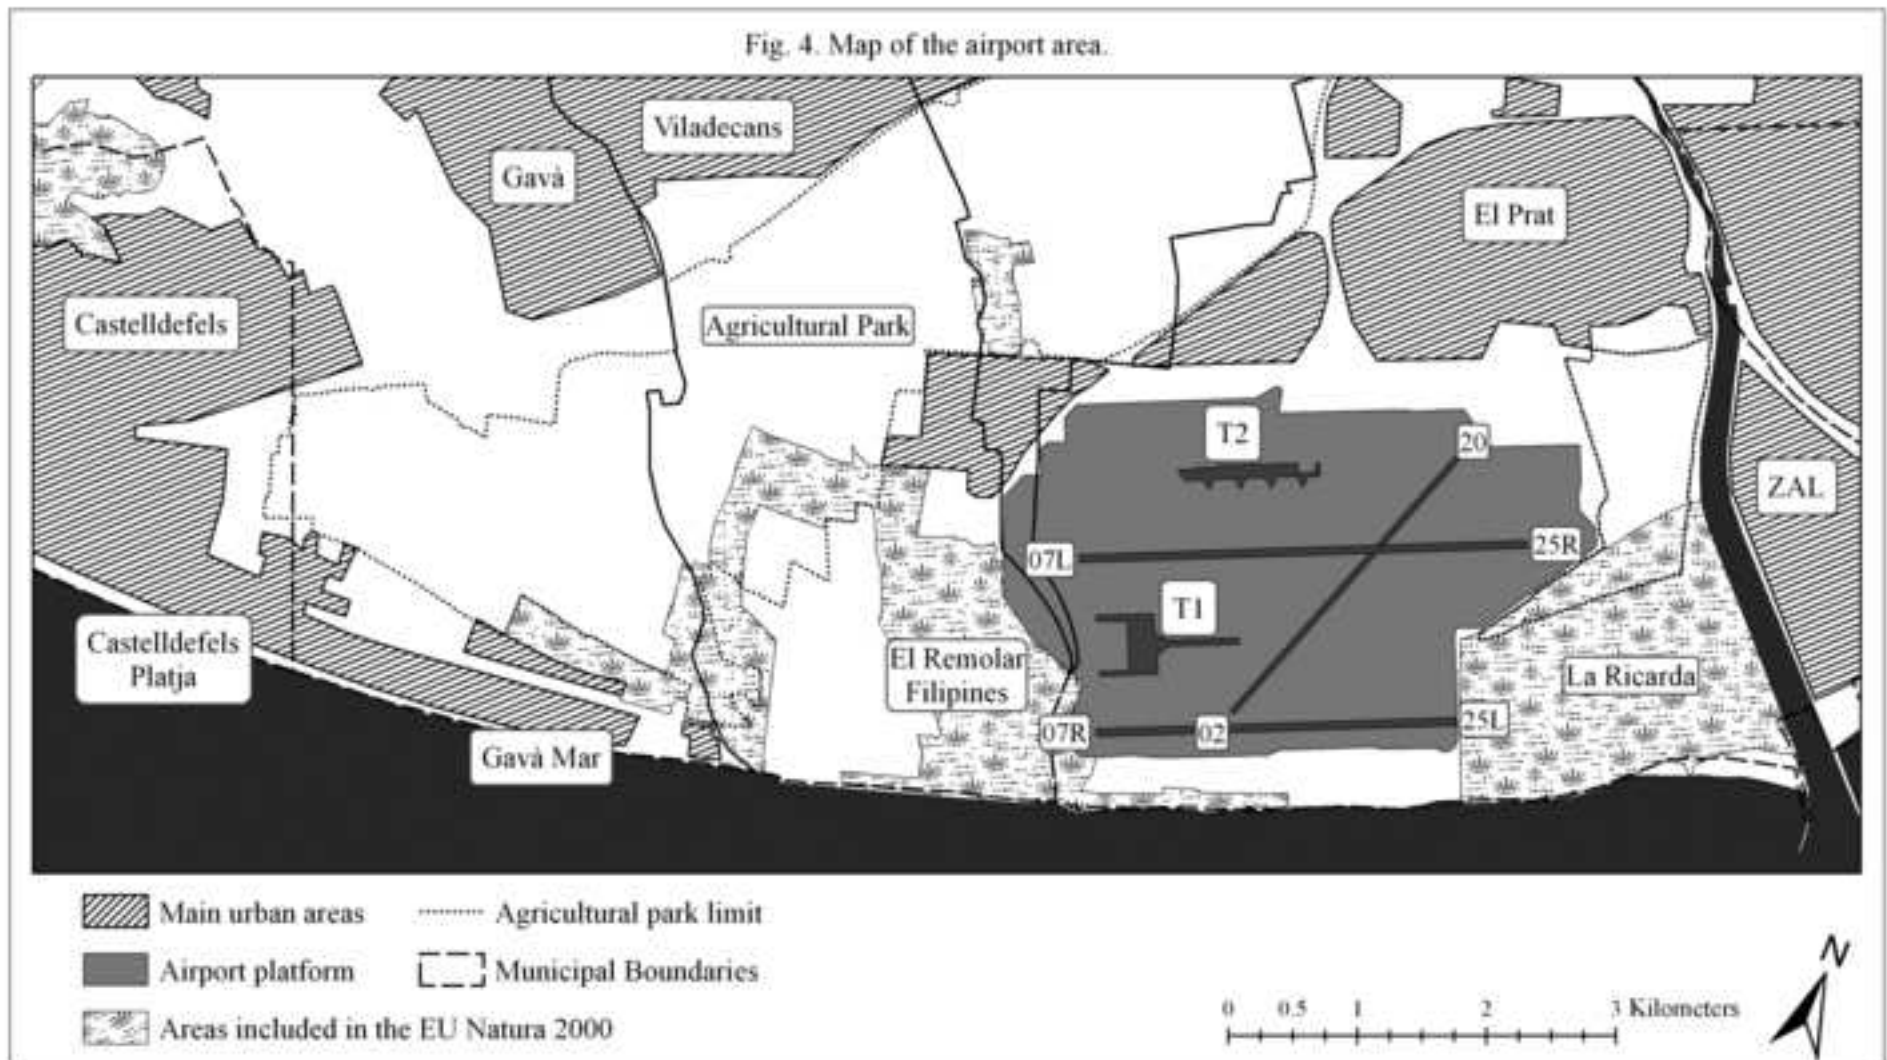 Fig. 4. Map of the airport area.
Viladecans
Gavà
El Prat
Castelldefels
Agricultural Park
T2
20
ZAL
07L
25R
T1
Castelldefels
Platja
El Remolar
Filipines
La Ricarda
07R
02
25L
Gavà Mar
Main urban areas
Agricultural park limit
Airport platform
Municipal Boundaries
Areas included in the EU Natura 2000
N
0 0.5 1 2 3 Kilometers